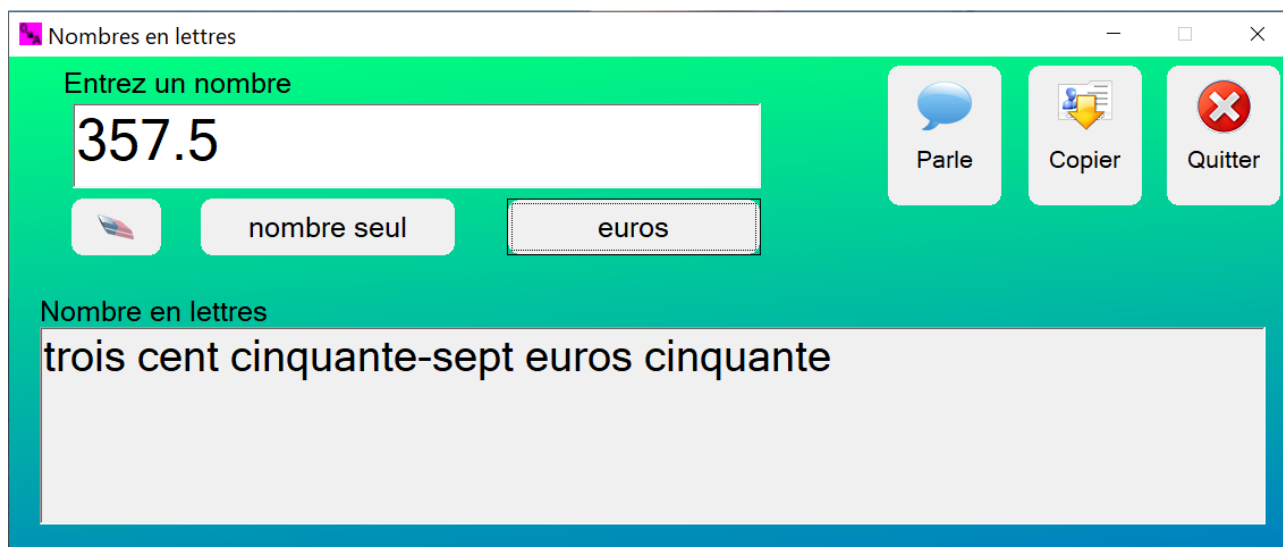 Nombres en lettres
Entrez un nombre
357.5
Parle
Copier
Quitter
nombre seul
euros
Nombre en lettres
trois cent cinquante-sept euros cinquante